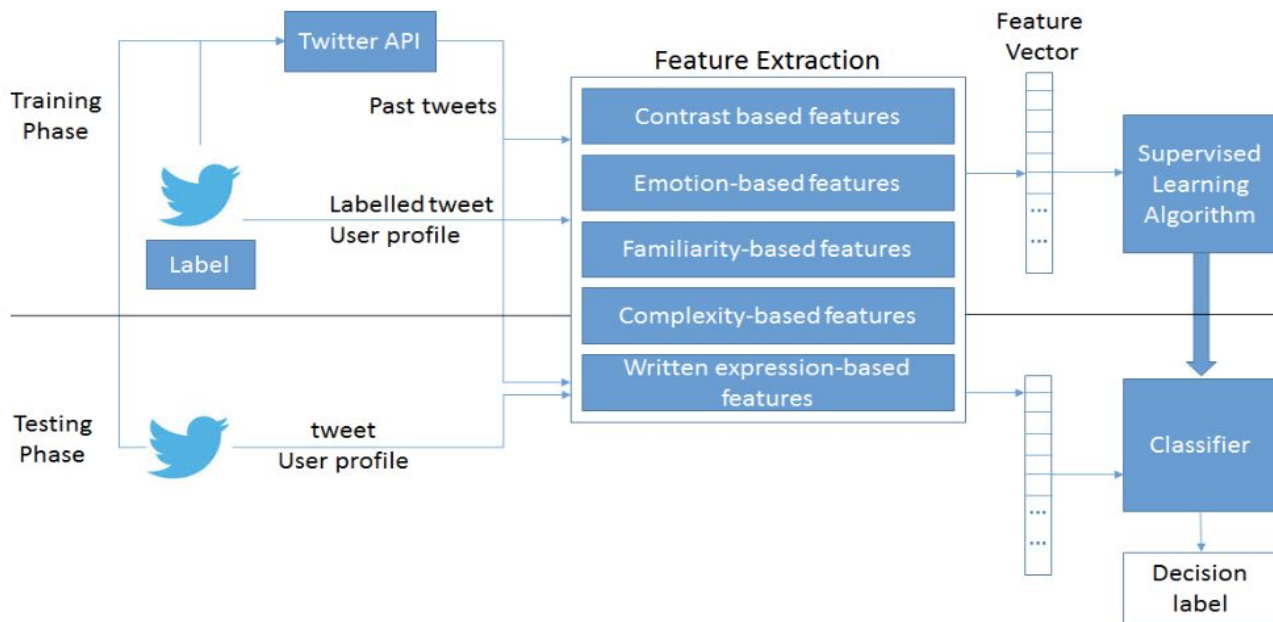 Twitter API
Feature
Vector
Feature Extraction
Training
Phase
Past tweets
Contrast based features
Emotion-based features
Supervised
Learning
Algorithm
Labelled tweet
User profile
Label
Familiarity-based features
...
...
Complexity-based features
Written expression-based
features
Testing
Phase
tweet
User profile
Classifier
...
...
Decision
label